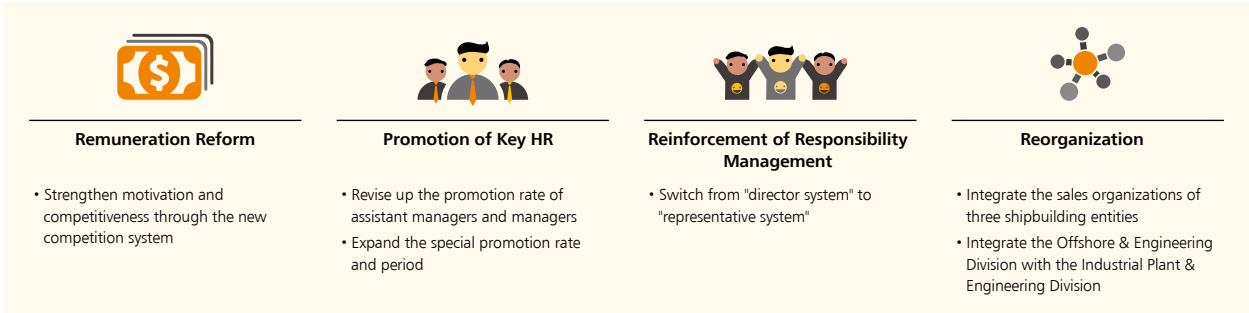 $
Remuneration Reform
• Strengthen motivation and
competitiveness through the new
competition system
Promotion of Key HR
• Revise up the promotion rate of
assistant managers and managers
• Expand the special promotion rate
and period
Reinforcement of Responsibility
Management
• Switch from "director system" to
"representative system"
Reorganization
• Integrate the sales organizations of
three shipbuilding entities
• Integrate the Offshore & Engineering
Division with the Industrial Plant &
Engineering Division